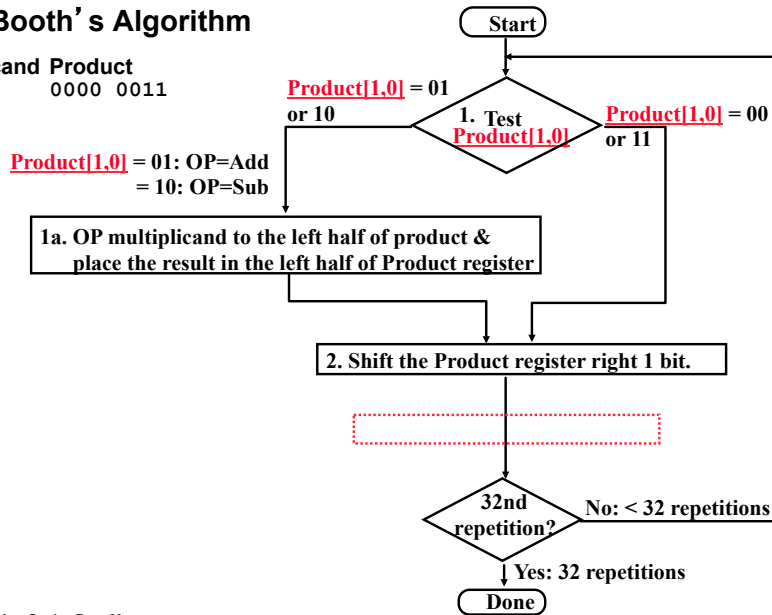 Booth's Algorithm
Start
cand Product
0000 0011
Product[1,0] = 01
or 10
1. Test
Product[1,0]
Product[1,0] = 00
or 11
Product[1,0] = 01: OP=Add
= 10: OP=Sub
1a. OP multiplicand to the left half of product &
place the result in the left half of Product register
2. Shift the Product register right 1 bit.
32nd
repetition?
No: < 32 repetitions
Yes: 32 repetitions
Done